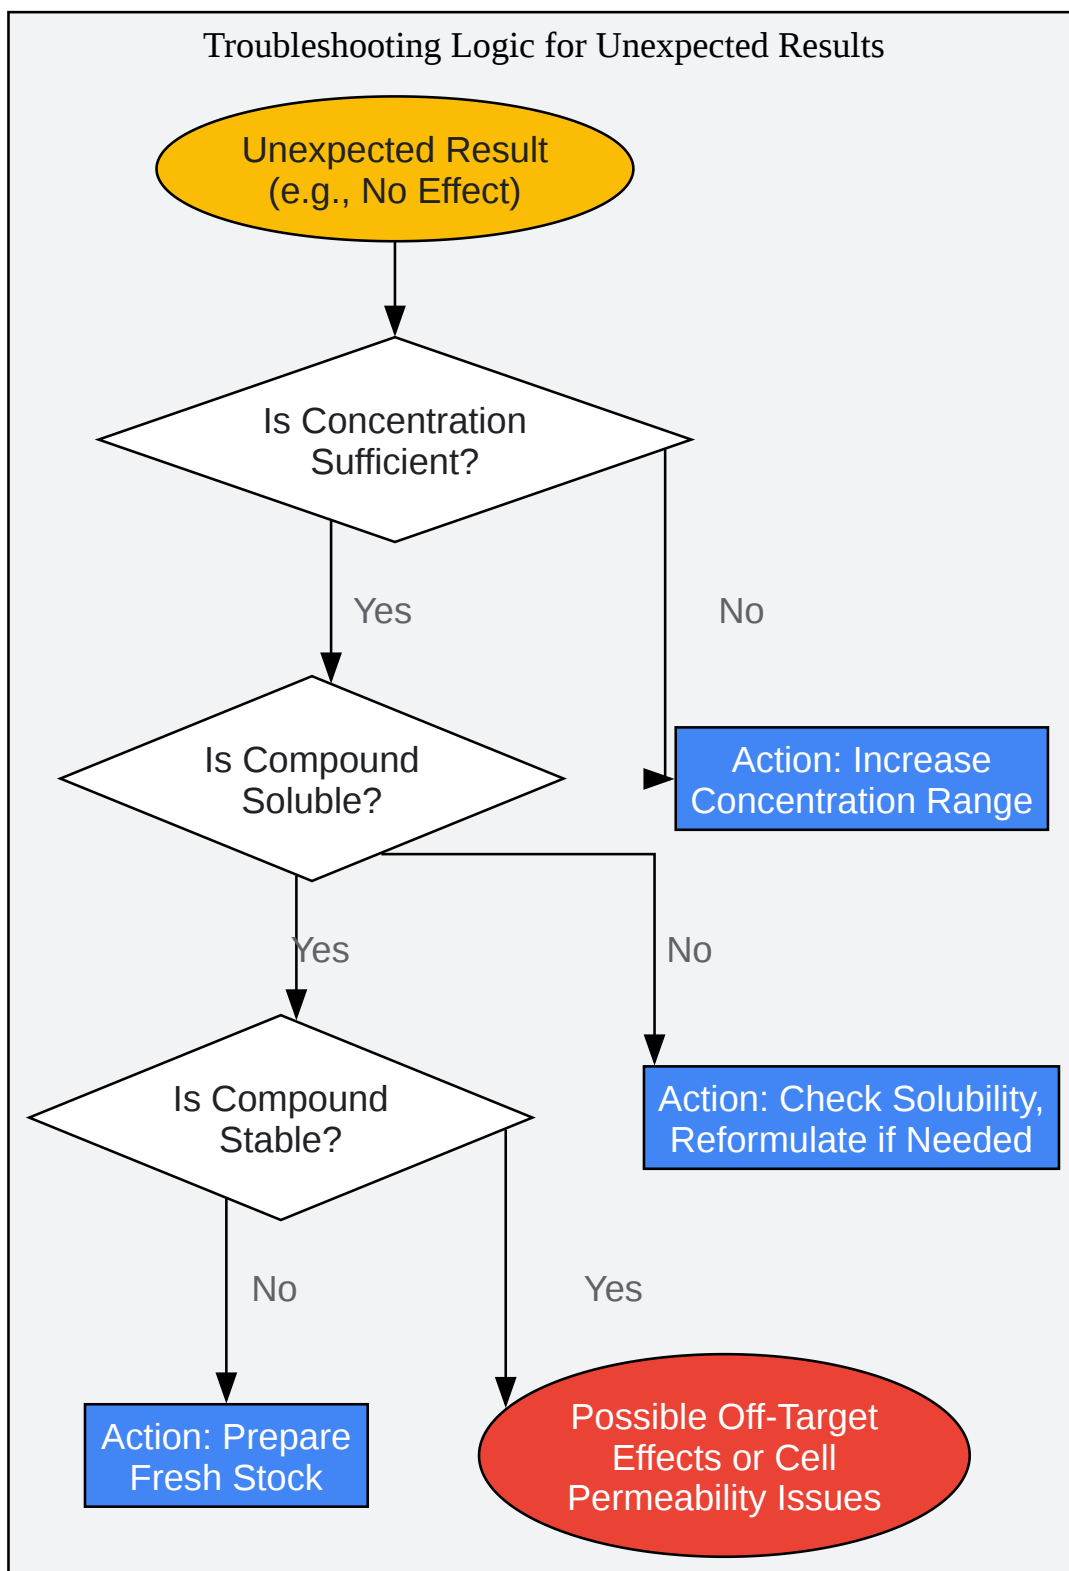 Troubleshooting Logic for Unexpected Results
Unexpected Result
(e.g., No Effect)
Is Concentration
Sufficient?
Yes
No
Is Compound
Soluble?
Action: Increase
Concentration Range
Yes
No
Is Compound
Stable?
Action: Check Solubility,
Reformulate if Needed
No
Yes
Action: Prepare
Fresh Stock
Possible Off-Target
Effects or Cell
Permeability Issues